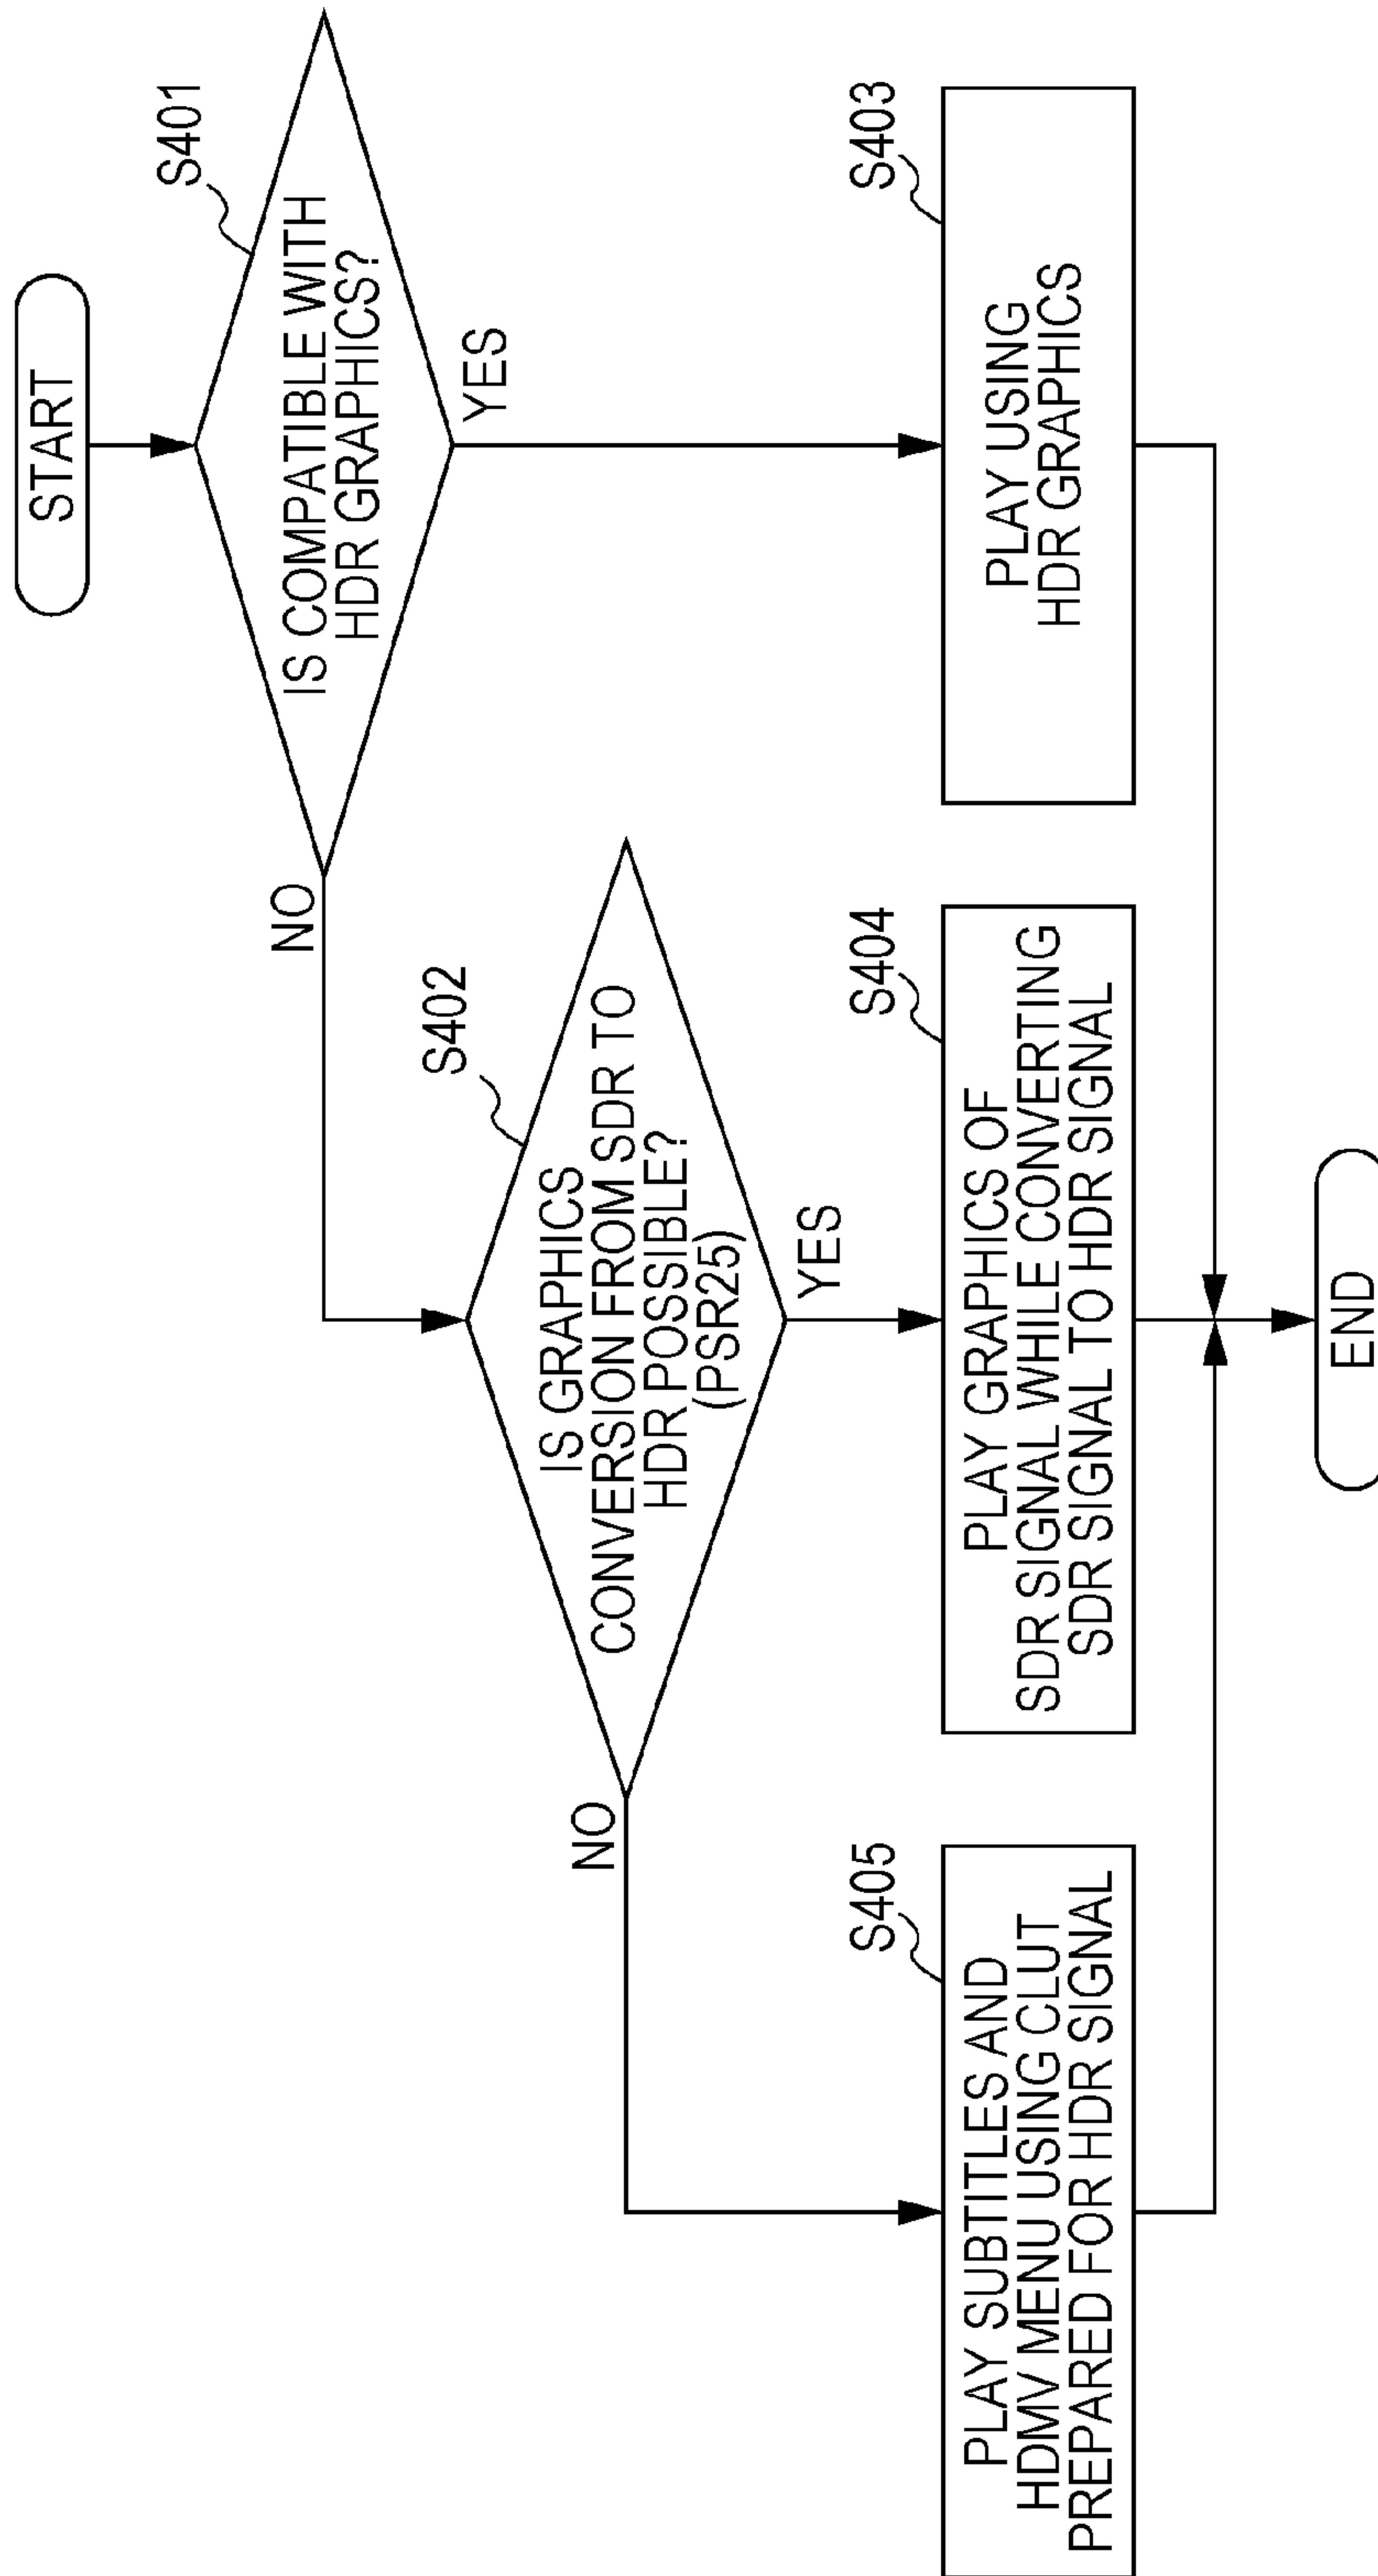 START
S401
IS COMPATIBLE WITH
HDR GRAPHICS?
NO
YES
S402
IS GRAPHICS
CONVERSION FROM SDR TO
HDR POSSIBLE?
(PSR25)
NO
YES
S405
PLAY SUBTITLES AND
HDMV MENU USING CLUT
PREPARED FOR HDR SIGNAL
S404
PLAY GRAPHICS OF
SDR SIGNAL WHILE CONVERTING
SDR SIGNAL TO HDR SIGNAL
S403
PLAY USING
HDR GRAPHICS
END